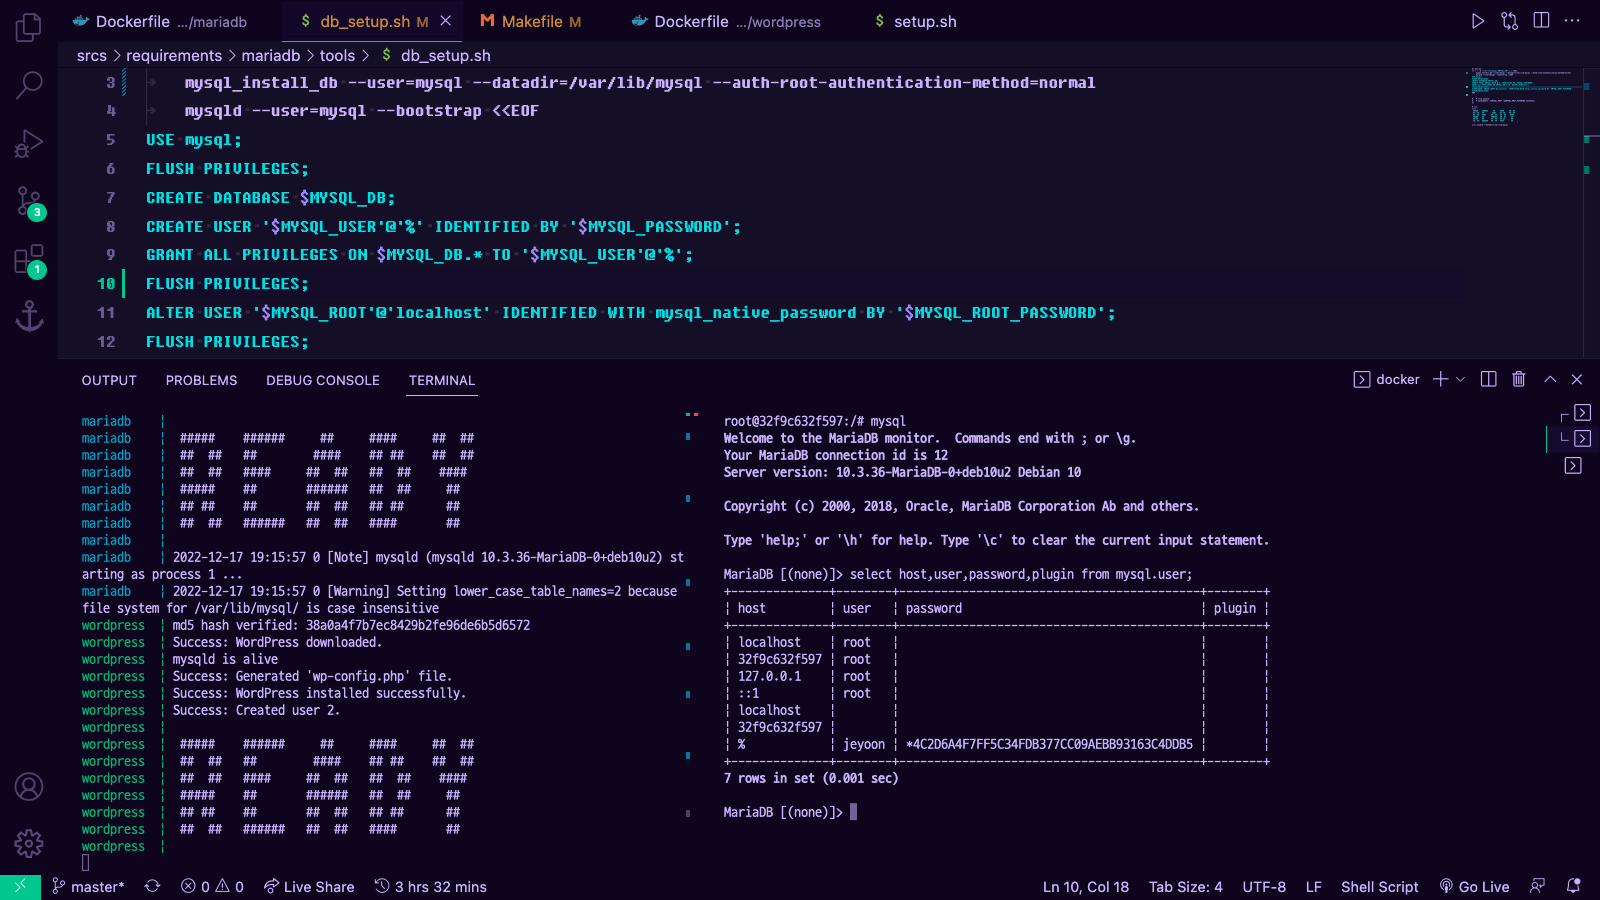 Dockerfile .../mariadb
$ db_setup.sh M
M Makefile M
Dockerfile .../wordpress
$ setup.sh
srcs > requirements > mariadb > tools > $ db_setup.sh
3 mysql_install_db --user=mysql --datadir=/var/lib/mysql --auth-root-authentication-method=normal
4 mysqld --user=mysql --bootstrap <<EOF
5 USE mysql;
6 FLUSH PRIVILEGES;
7 CREATE DATABASE $MYSQL_DB;
8 CREATE USER '$MYSQL_USER'@'%' IDENTIFIED BY '$MYSQL_PASSWORD';
9 GRANT ALL PRIVILEGES ON $MYSQL_DB.* TO '$MYSQL_USER'@'%';
10 FLUSH PRIVILEGES;
11 ALTER USER '$MYSQL_ROOT'@'localhost' IDENTIFIED WITH mysql_native_password BY '$MYSQL_ROOT_PASSWORD';
12 FLUSH PRIVILEGES;
3
1
OUTPUT PROBLEMS DEBUG CONSOLE TERMINAL
docker
mariadb |
mariadb | #####    ######     ##     ####     ##  ##
mariadb | ##  ##   ##        ####    ## ##    ##  ##
mariadb | ##  ##   ####     ##  ##   ##  ##    ####
mariadb | #####    ##       ######   ##  ##     ##
mariadb | ## ##    ##       ##  ##   ## ##      ##
mariadb | ##  ##   ######   ##  ##   ####       ##
mariadb |
mariadb | 2022-12-17 19:15:57 0 [Note] mysqld (mysqld 10.3.36-MariaDB-0+deb10u2) st
arting as process 1 ...
mariadb | 2022-12-17 19:15:57 0 [Warning] Setting lower_case_table_names=2 because
file system for /var/lib/mysql/ is case insensitive
wordpress | md5 hash verified: 38a0a4f7b7ec8429b2fe96de6b5d6572
wordpress | Success: WordPress downloaded.
wordpress | mysqld is alive
wordpress | Success: Generated 'wp-config.php' file.
wordpress | Success: WordPress installed successfully.
wordpress | Success: Created user 2.
wordpress |
wordpress | #####    ######     ##     ####     ##  ##
wordpress | ##  ##   ##        ####    ## ##    ##  ##
wordpress | ##  ##   ####     ##  ##   ##  ##    ####
wordpress | #####    ##       ######   ##  ##     ##
wordpress | ## ##    ##       ##  ##   ## ##      ##
wordpress | ##  ##   ######   ##  ##   ####       ##
wordpress |
root@32f9c632f597:/# mysql
Welcome to the MariaDB monitor.  Commands end with ; or \g.
Your MariaDB connection id is 12
Server version: 10.3.36-MariaDB-0+deb10u2 Debian 10
Copyright (c) 2000, 2018, Oracle, MariaDB Corporation Ab and others.
Type 'help;' or '\h' for help. Type '\c' to clear the current input statement.
MariaDB [(none)]> select host,user,password,plugin from mysql.user;
+--------------+--------+-------------------------------------------+--------+
| host         | user   | password                                  | plugin |
+--------------+--------+-------------------------------------------+--------+
| localhost    | root   |                                           |        |
| 32f9c632f597 | root   |                                           |        |
| 127.0.0.1    | root   |                                           |        |
| ::1          | root   |                                           |        |
| localhost    |        |                                           |        |
| 32f9c632f597 |        |                                           |        |
| %            | jeyoon | *4C2D6A4F7FF5C34FDB377CC09AEBB93163C4DDB5 |        |
+--------------+--------+-------------------------------------------+--------+
7 rows in set (0.001 sec)
MariaDB [(none)]>
master* 0 0 Live Share 3 hrs 32 mins
Ln 10, Col 18 Tab Size: 4 UTF-8 LF Shell Script Go Live